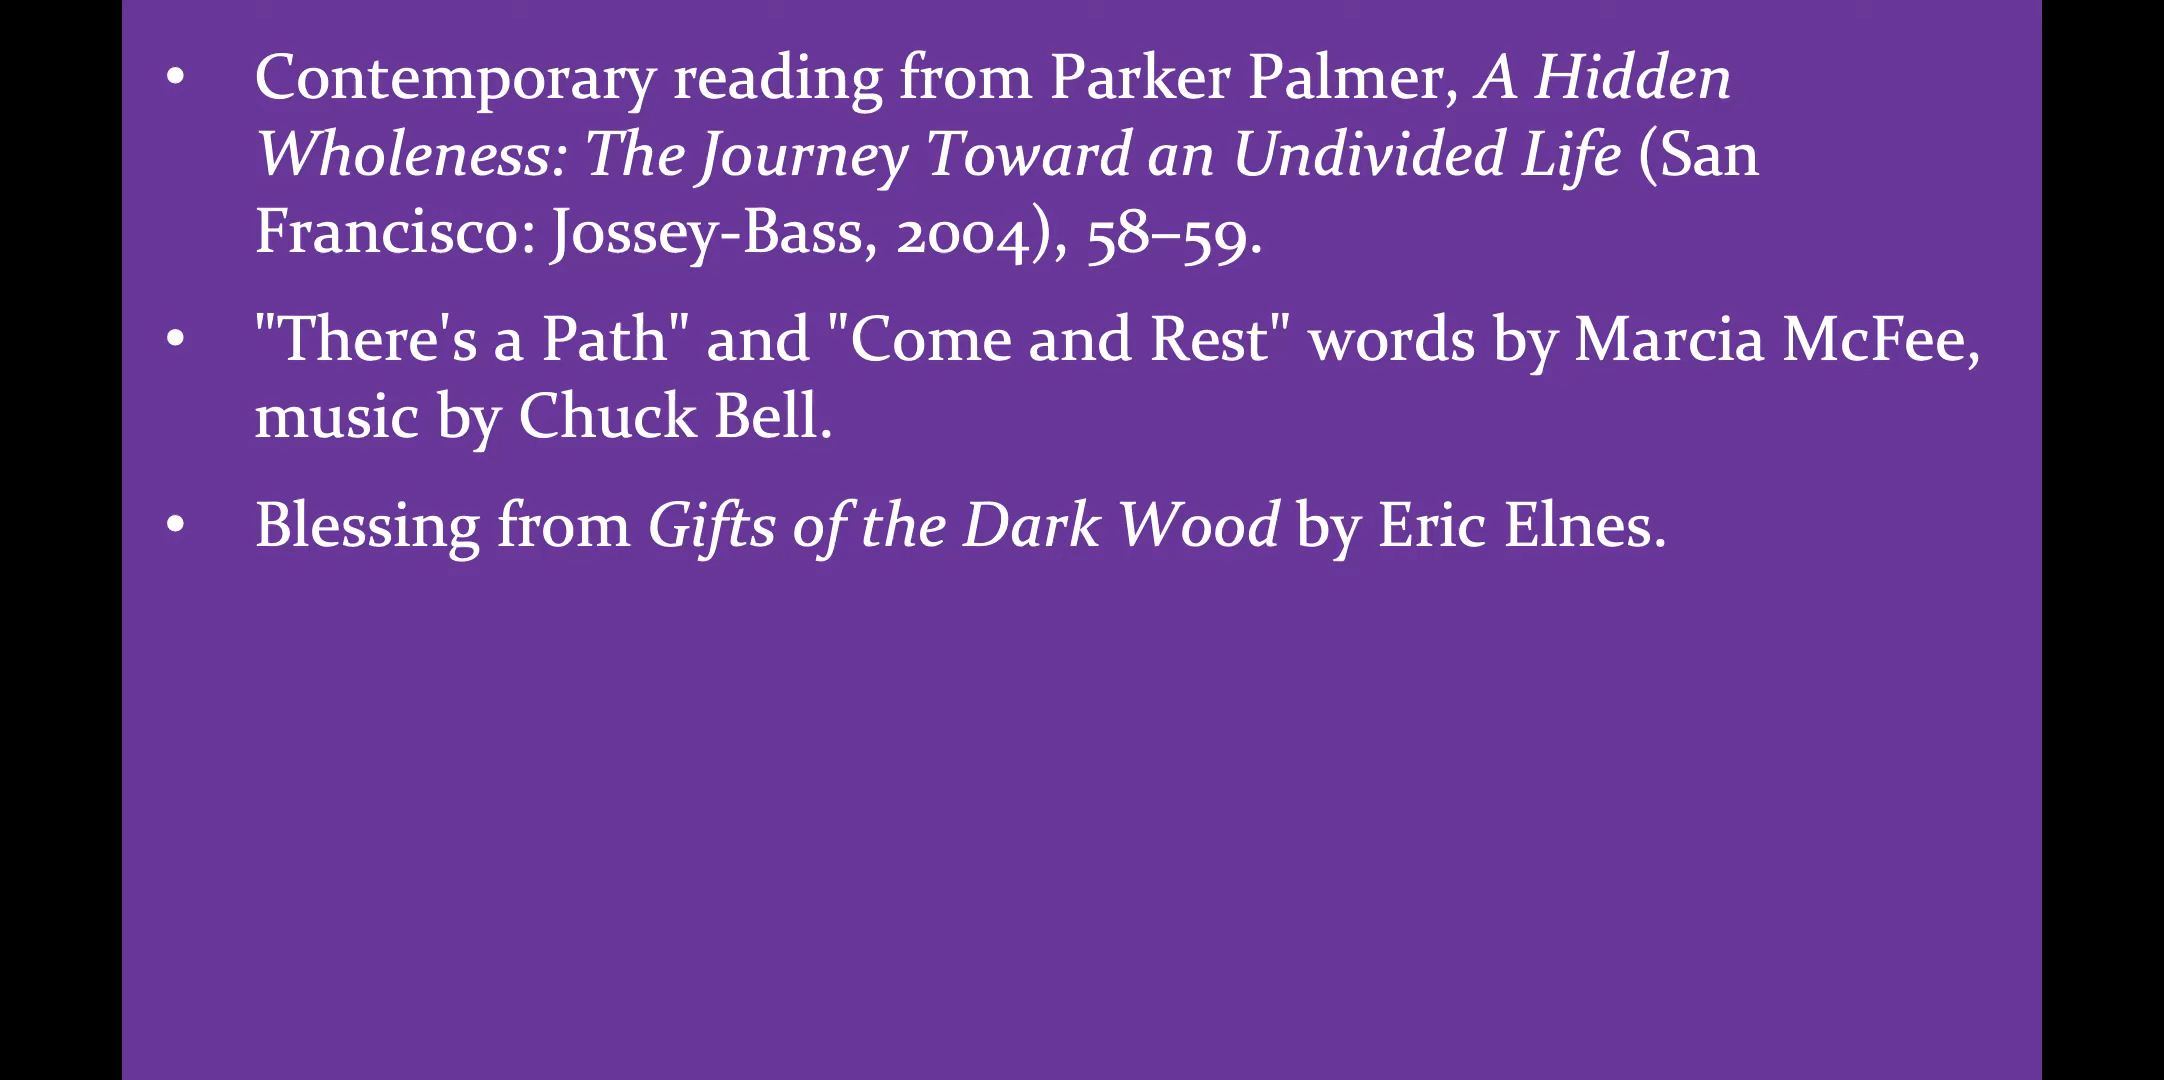 • Contemporary reading from Parker Palmer, A Hidden
Wholeness: The Journey Toward an Undivided Life (San
Francisco: Jossey-Bass, 2004), 58–59.
• "There's a Path" and "Come and Rest" words by Marcia McFee,
music by Chuck Bell.
• Blessing from Gifts of the Dark Wood by Eric Elnes.